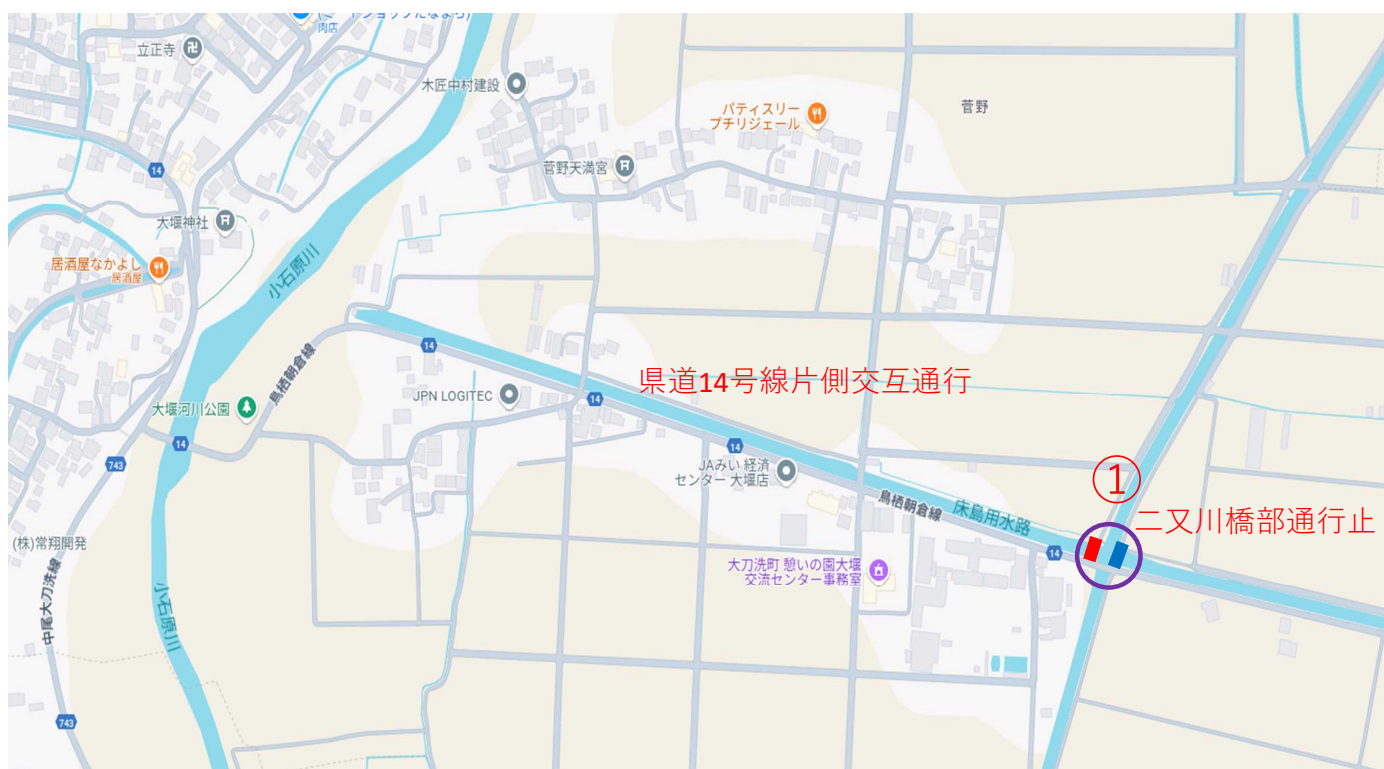 肉店
立正寺
木匠中村建設
パティスリー
プチリジェール
菅野
14
菅野天満宮
大堰神社
居酒屋なかよし
居酒屋
小石原川
14
鳥栖朝倉線
県道14号線片側交互通行
JPN LOGITEC
14
大堰河川公園
14
14
743
JAみい 経済
センター 大堰店
①
鳥栖朝倉線
床島用水路
二又川橋部通行止
(株)常翔開発
14
大刀洗町 憩いの園大堰
交流センター事務室
中尾大刀洗線
小石原川
743